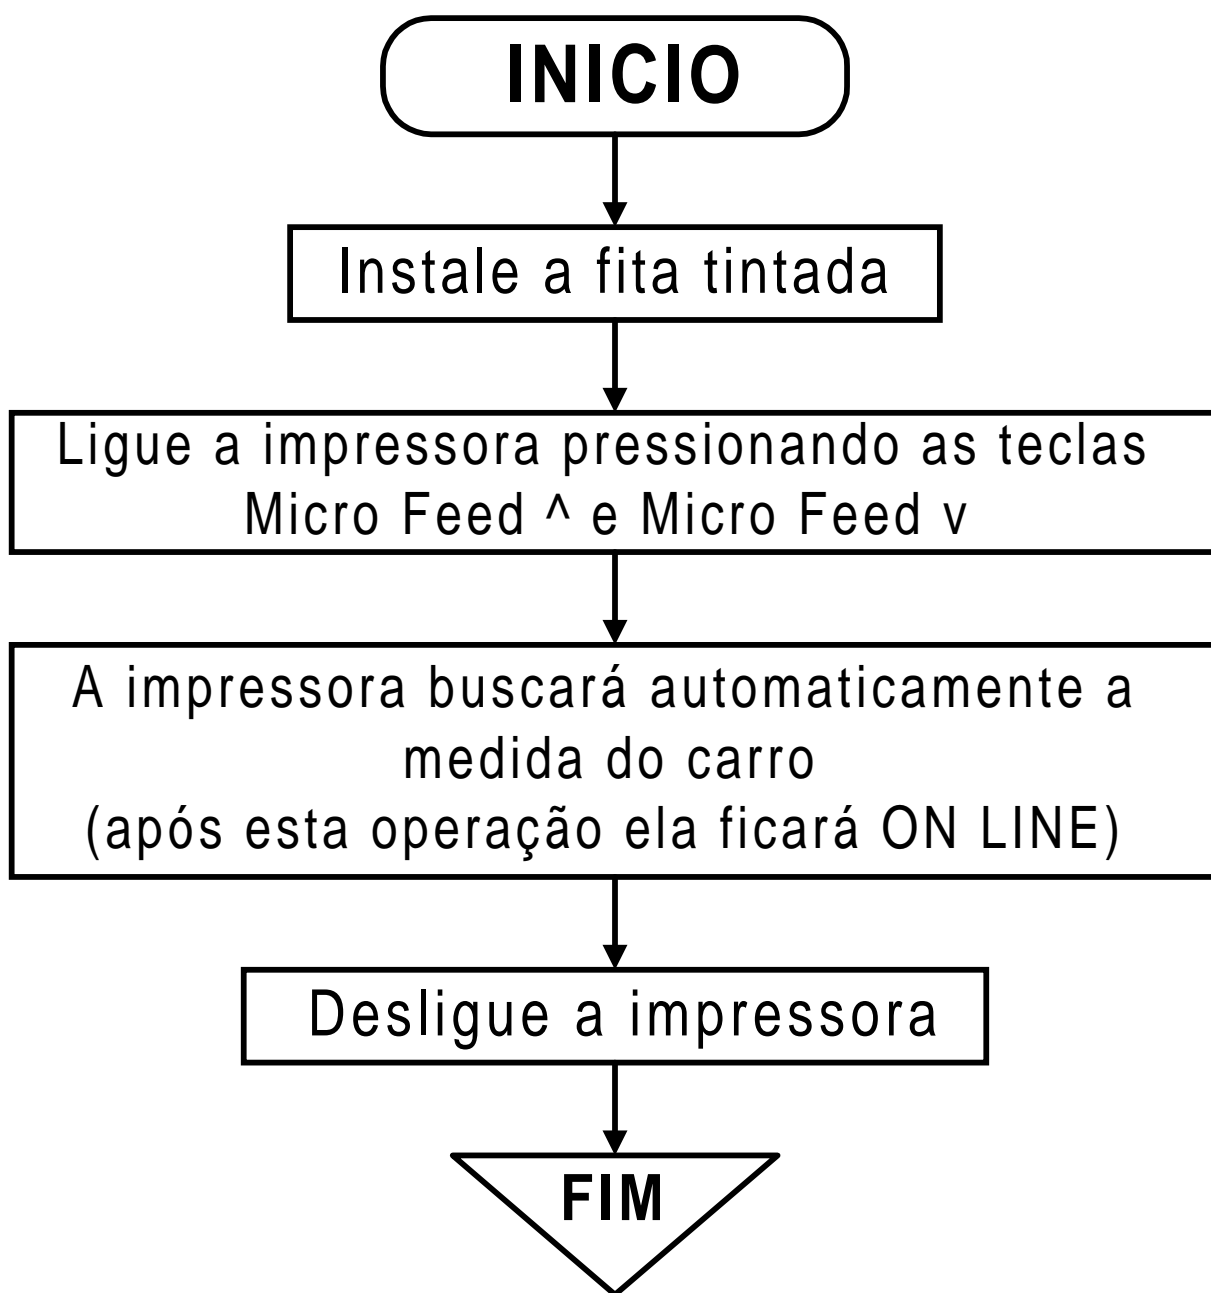 INICIO
Instale a fita tintada
Ligue a impressora pressionando as teclas
Micro Feed ^ e Micro Feed v
A impressora buscará automaticamente a
medida do carro
(após esta operação ela ficará ON LINE)
Desligue a impressora
FIM